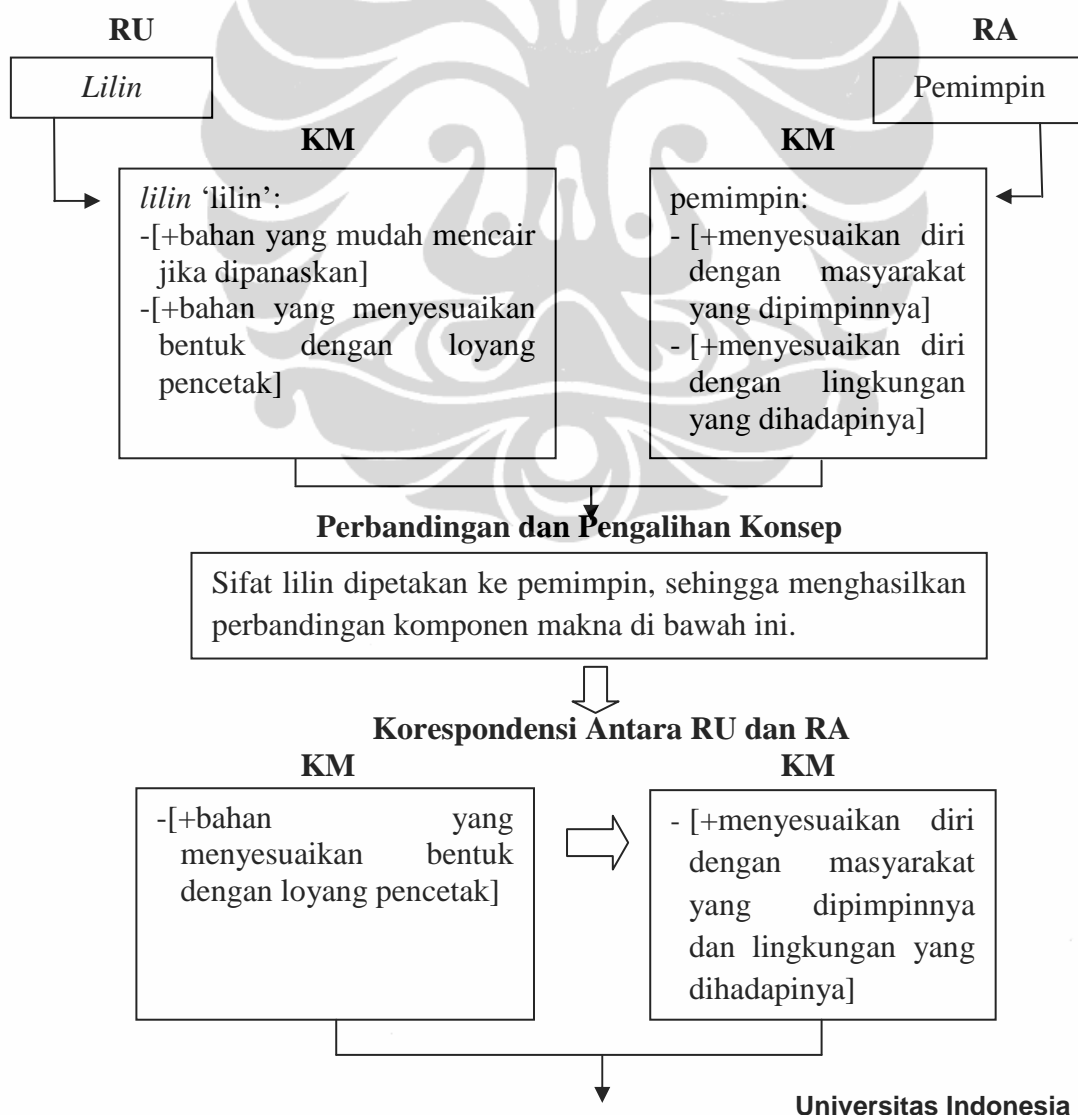 RU
RA
Lilin
Pemimpin
KM
KM
lilin ‘lilin’:
-[+bahan yang mudah mencair
jika dipanaskan]
-[+bahan yang menyesuaikan
bentuk dengan loyang
pencetak]
pemimpin:
- [+menyesuaikan diri
dengan masyarakat
yang dipimpinnya]
- [+menyesuaikan diri
dengan lingkungan
yang dihadapinya]
Perbandingan dan Pengalihan Konsep
Sifat lilin dipetakan ke pemimpin, sehingga menghasilkan
perbandingan komponen makna di bawah ini.
Korespondensi Antara RU dan RA
KM
KM
-[+bahan yang
menyesuaikan bentuk
dengan loyang pencetak]
- [+menyesuaikan diri
dengan masyarakat
yang dipimpinnya
dan lingkungan yang
dihadapinya]
Universitas Indonesia